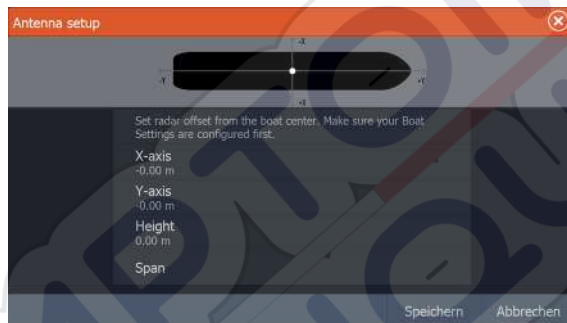 Antenna setup
-X
-Y
+Y
+X
Set radar offset from the boat center. Make sure your Boat
Settings are configured first.
X-axis
-0.00 m
Y-axis
-0.00 m
Height
0.00 m
Span
Speichern Abbrechen